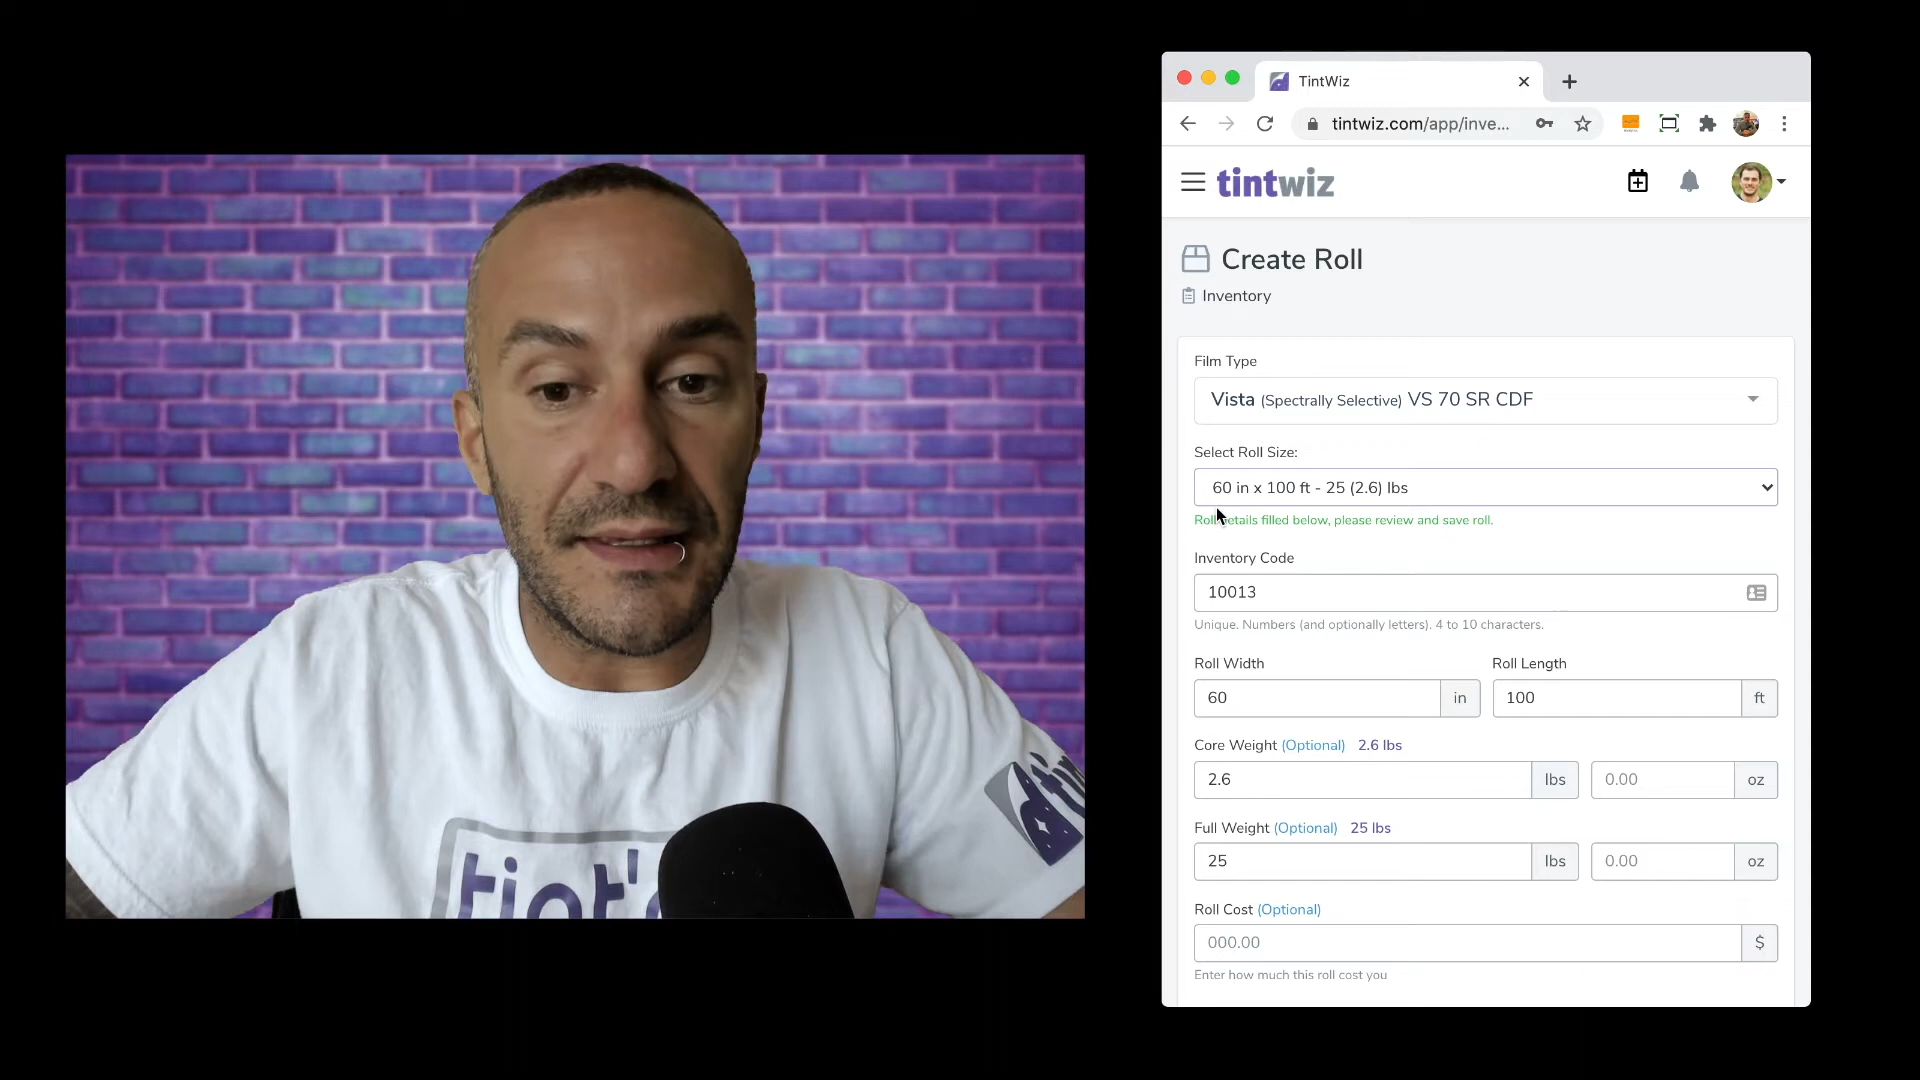 TintWiz
tintwiz.com/app/inve...
tintwiz
Create Roll
Inventory
Film Type
Vista (Spectrally Selective) VS 70 SR CDF
Select Roll Size:
60 in x 100 ft - 25 (2.6) lbs
filled below, please review and save roll.
Inventory Code
10013
Unique. Numbers (and optionally letters). 4 to 10 characters.
Roll Width Roll Length
60 in 100 ft
Core Weight (Optional) 2.6 lbs
2.6 lbs 0.00 oz
Full Weight (Optional) 25 lbs
25 lbs 0.00 oz
Roll Cost (Optional)
000.00 $
Enter how much this roll cost you